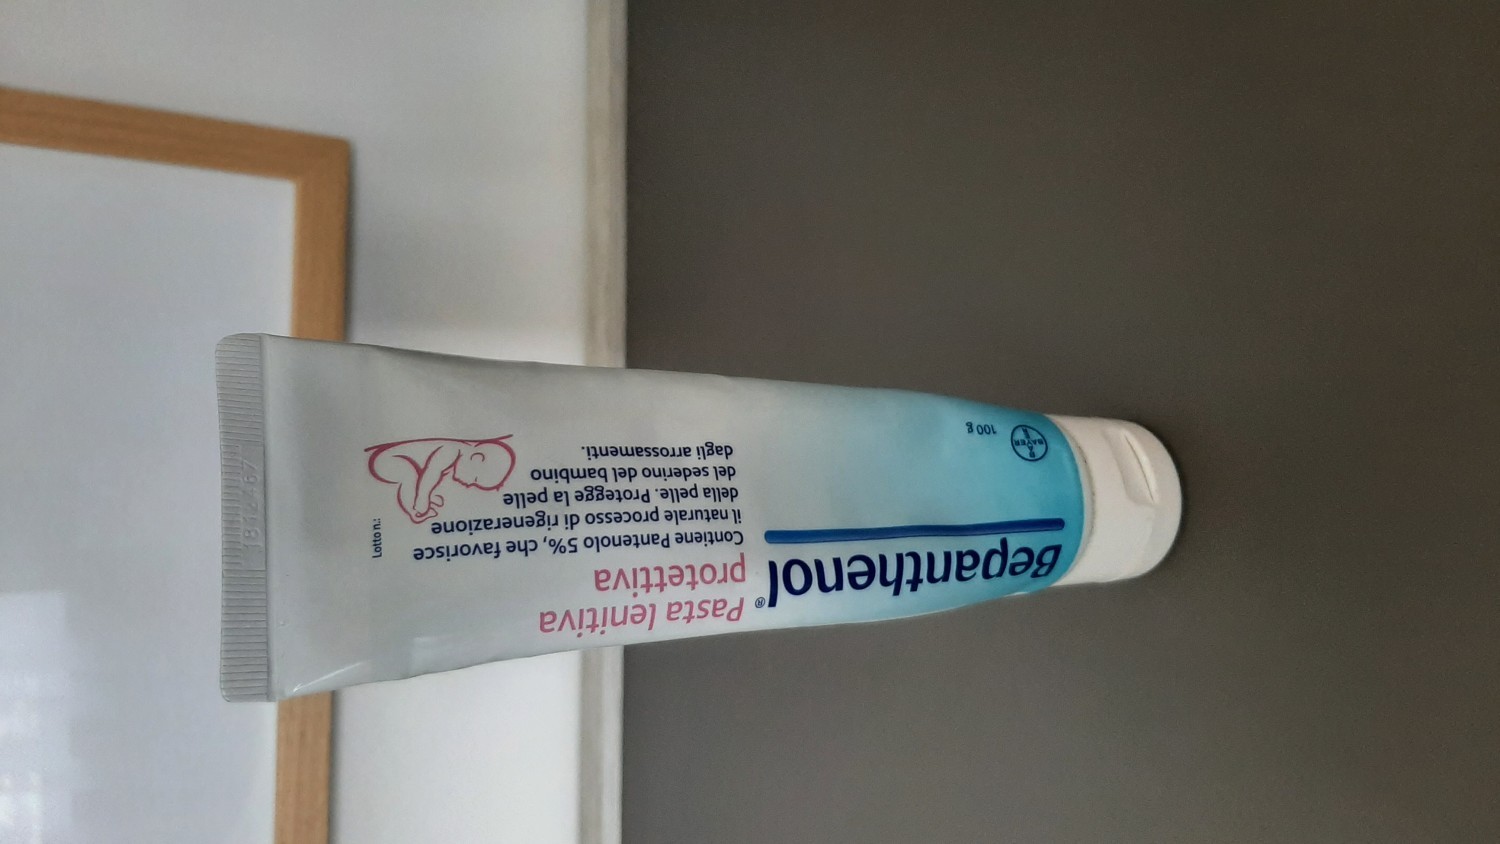 Bepanthenol®
Pasta lenitiva
protettiva
Contiene Pantenolo 5%, che favorisce
il naturale processo di rigenerazione
della pelle. Protegge la pelle
del sederino del bambino
dagli arrossamenti.
BAYER
BAYER
100 g
Lotto n.: